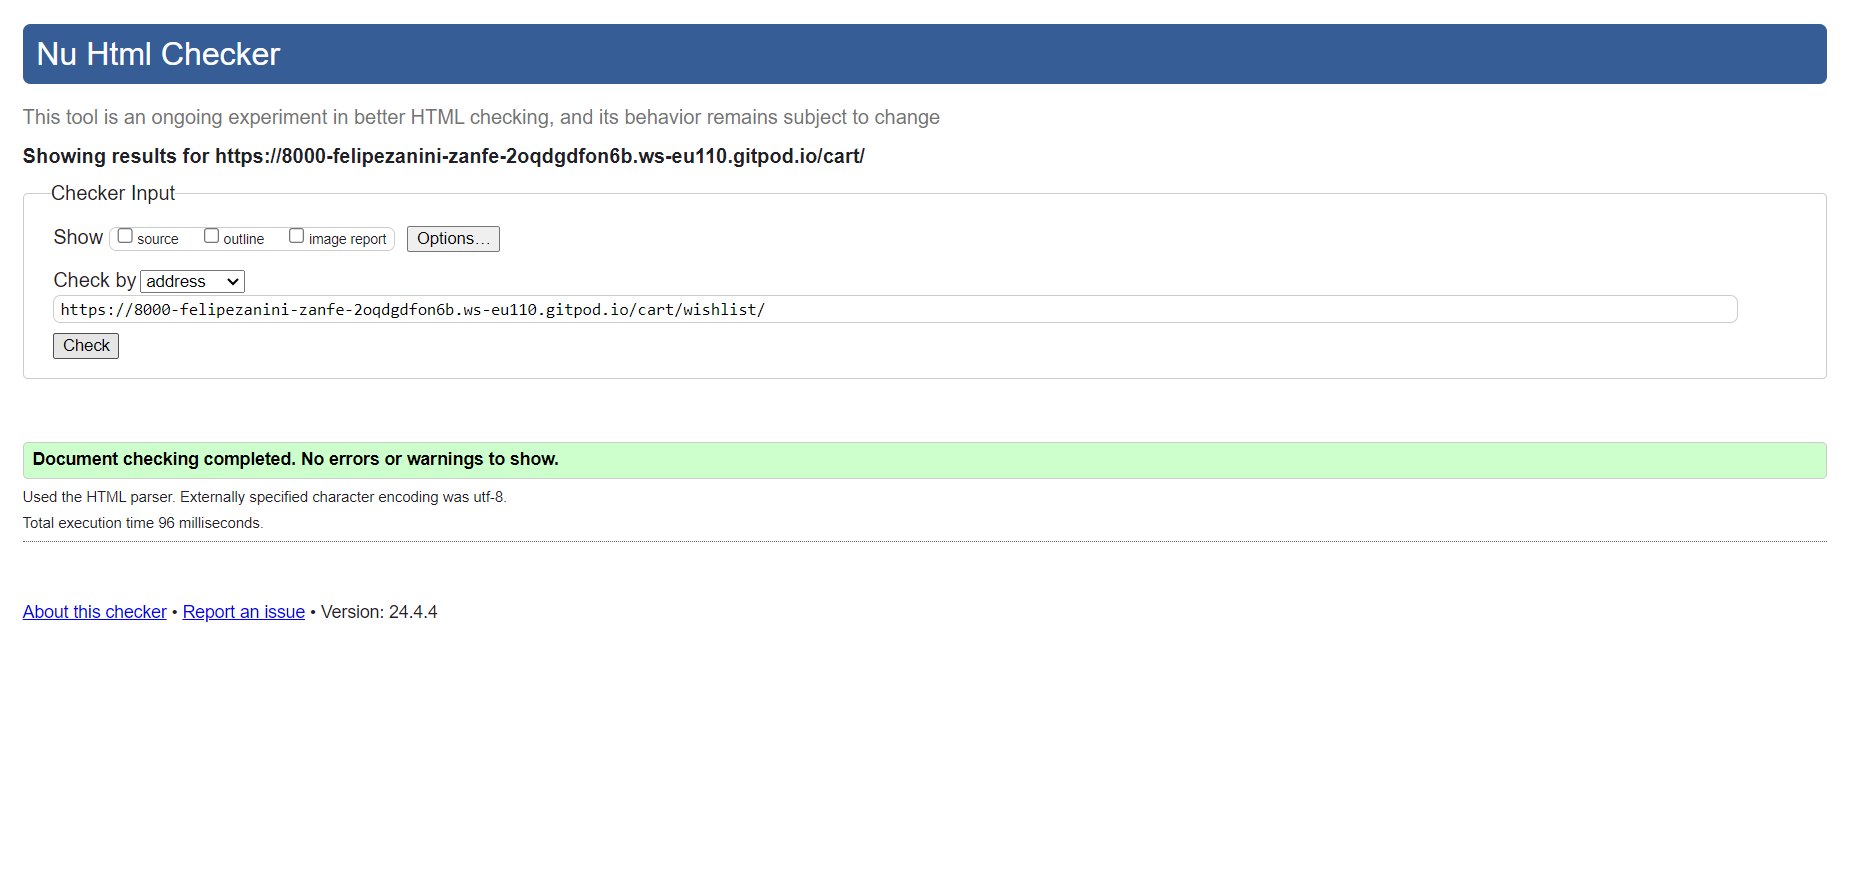 Nu Html Checker
This tool is an ongoing experiment in better HTML checking, and its behavior remains subject to change
Showing results for https://8000-felipezanini-zanfe-2oqdgdfon6b.ws-eu110.gitpod.io/cart/
Checker Input
Show source outline image report Options...
Check by address
https://8000-felipezanini-zanfe-2oqdgdfon6b.ws-eu110.gitpod.io/cart/wishlist/
Check
Document checking completed. No errors or warnings to show.
Used the HTML parser. Externally specified character encoding was utf-8.
Total execution time 96 milliseconds.
About this checker • Report an issue • Version: 24.4.4